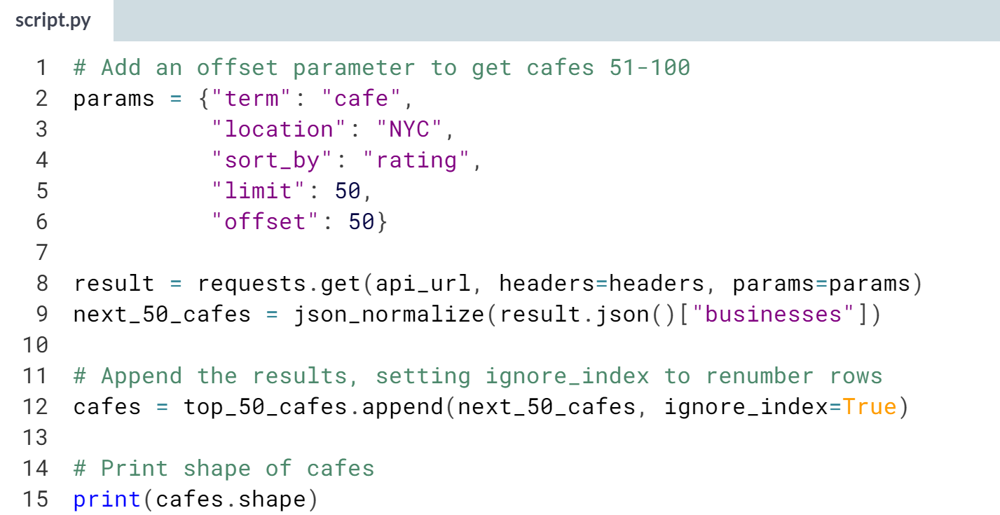 script.py
1 # Add an offset parameter to get cafes 51-100
2 params = {"term": "cafe",
3 "location": "NYC",
4 "sort_by": "rating",
5 "limit": 50,
6 "offset": 50}
7
8 result = requests.get(api_url, headers=headers, params=params)
9 next_50_cafes = json_normalize(result.json()["businesses"])
10
11 # Append the results, setting ignore_index to renumber rows
12 cafes = top_50_cafes.append(next_50_cafes, ignore_index=True)
13
14 # Print shape of cafes
15 print(cafes.shape)